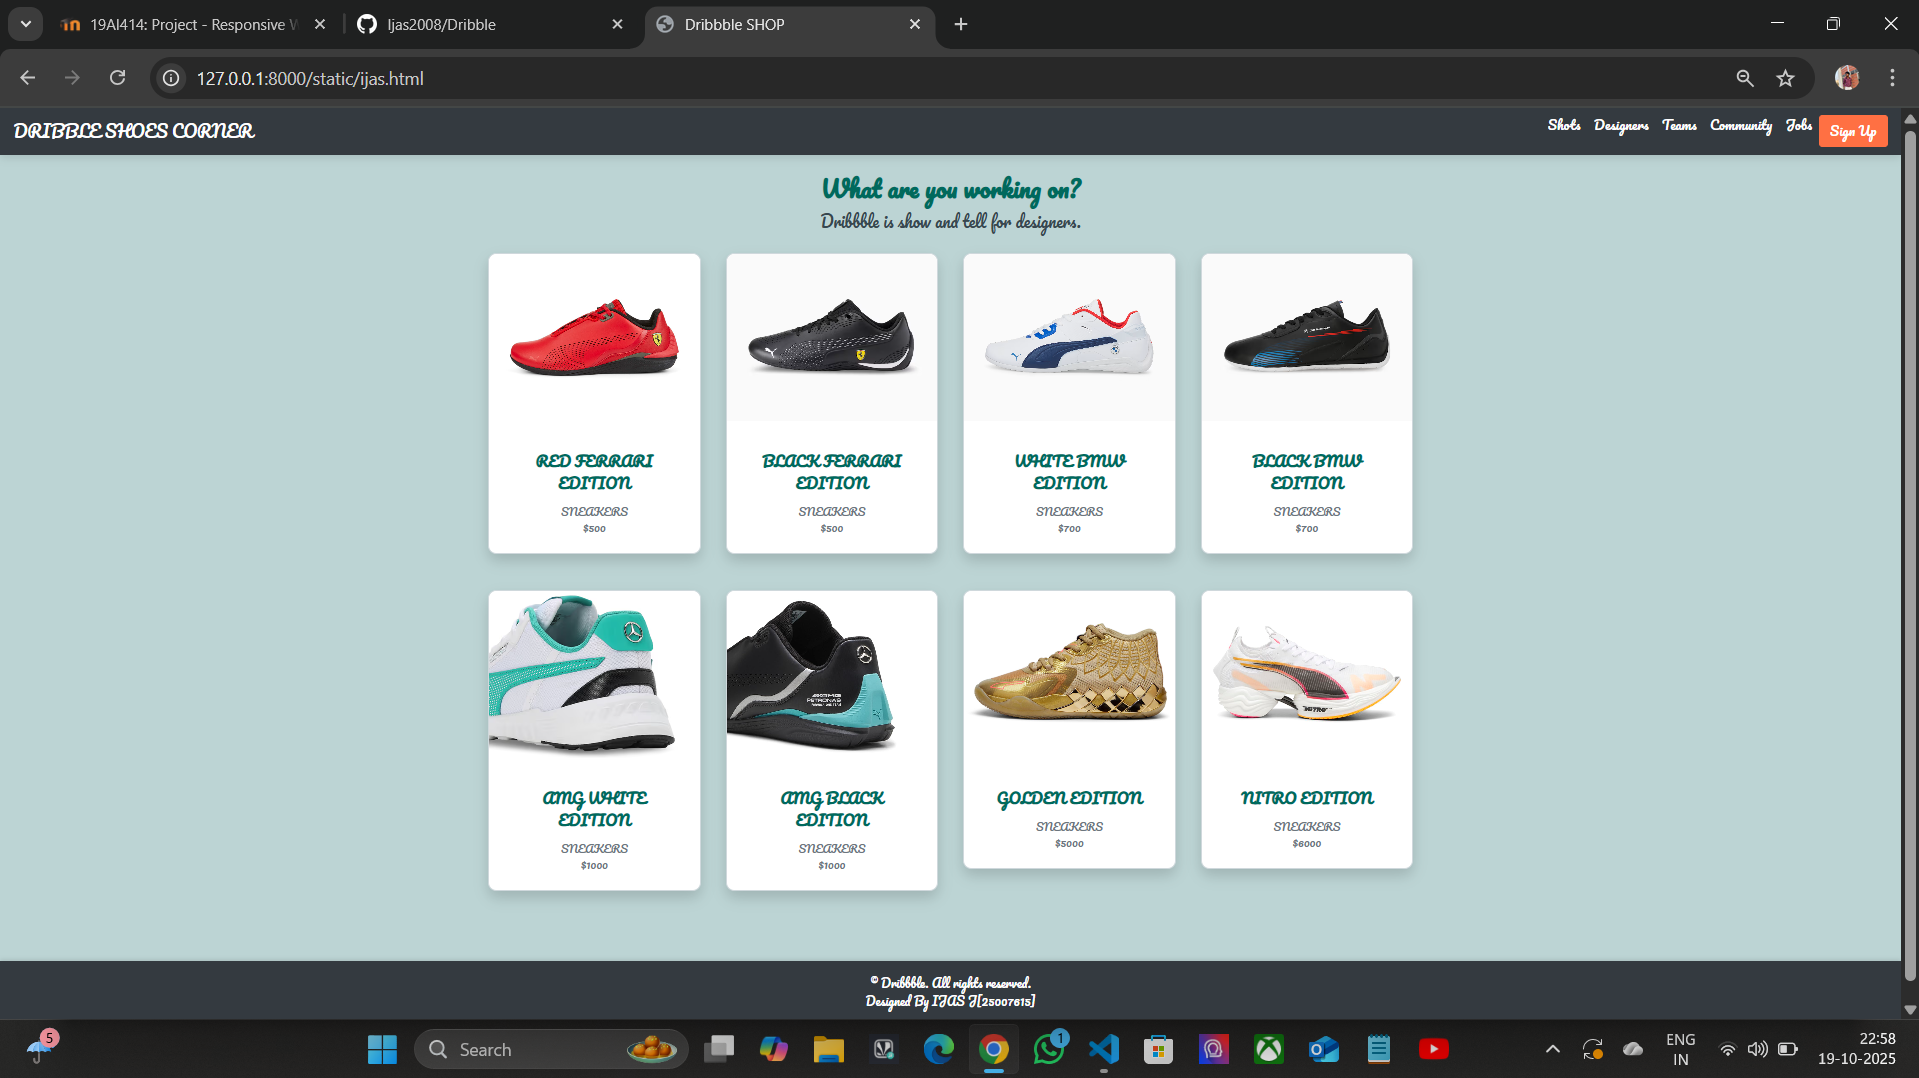 19AI414: Project - Responsive W
Ijas2008/Dribble
Dribbble SHOP
127.0.0.1:8000/static/ijas.html
DRIBBLE SHOES CORNER
Shots Designers Teams Community Jobs Sign Up
What are you working on?
Dribbble is show and tell for designers.
RED FERRARI
EDITION
SNEAKERS
$500
BLACK FERRARI
EDITION
SNEAKERS
$500
WHITE BMW
EDITION
SNEAKERS
$700
BLACK BMW
EDITION
SNEAKERS
$700
PETRONAS
AMG WHITE
EDITION
SNEAKERS
$1000
AMG BLACK
EDITION
SNEAKERS
$1000
NITRO
GOLDEN EDITION
SNEAKERS
$5000
NITRO EDITION
SNEAKERS
$6000
© Dribbble. All rights reserved.
Designed By IJAS J[25007615]
5
Search
1
ENG
IN
22:58
19-10-2025